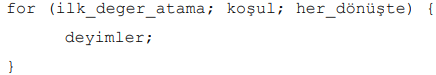 for (ilk_deger_atama; koşul; her_dönüşte) {
deyimler;
}